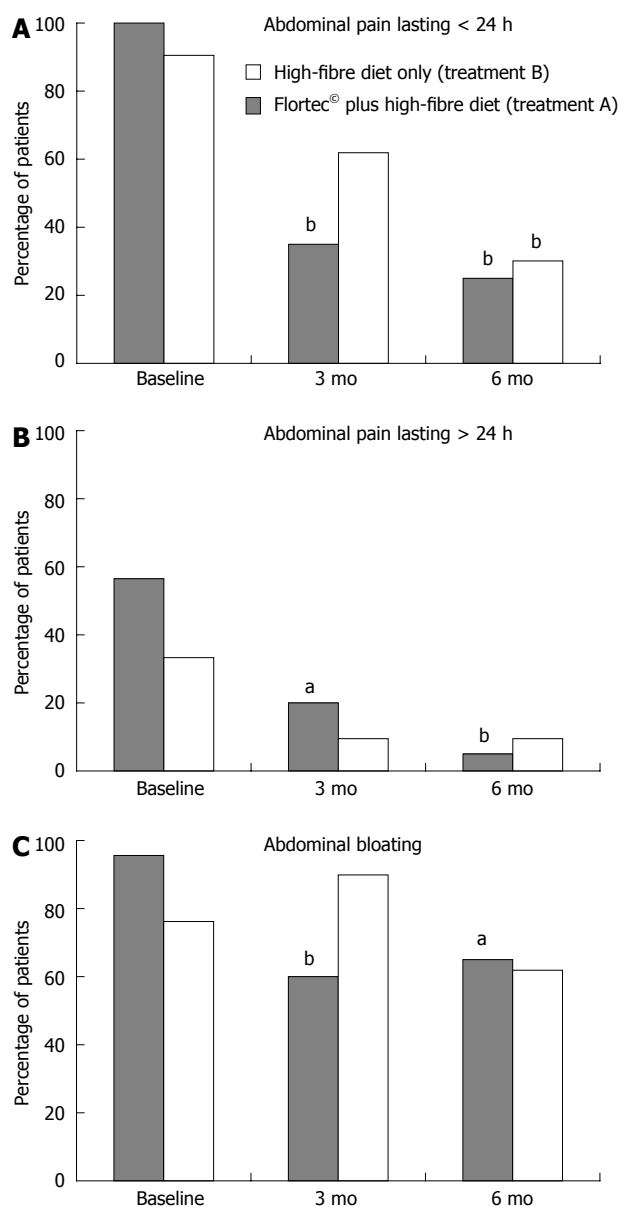 A
Abdominal pain lasting < 24 h
High-fibre diet only (treatment B)
Flortec© plus high-fibre diet (treatment A)
Percentage of patients
100
80
60
40
20
0
b
b
b
Baseline 3 mo 6 mo
B
Abdominal pain lasting > 24 h
Percentage of patients
100
80
60
40
20
0
a
b
Baseline 3 mo 6 mo
C
Abdominal bloating
Percentage of patients
100
80
60
40
20
0
b
a
Baseline 3 mo 6 mo